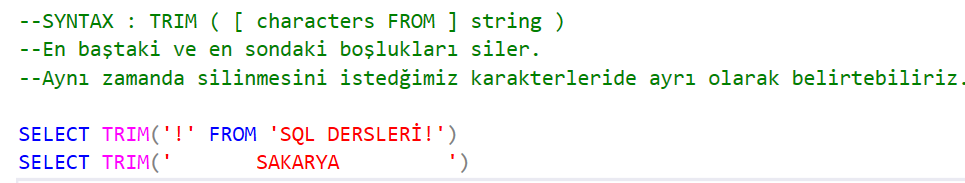 --SYNTAX : TRIM ( [ characters FROM ] string )
--En baştaki ve en sondaki boşlukları siler.
--Aynı zamanda silinmesini istedğimiz karakterleride ayrı olarak belirtebiliriz.
SELECT TRIM('!' FROM 'SQL DERSLERİ!')
SELECT TRIM('       SAKARYA         ')